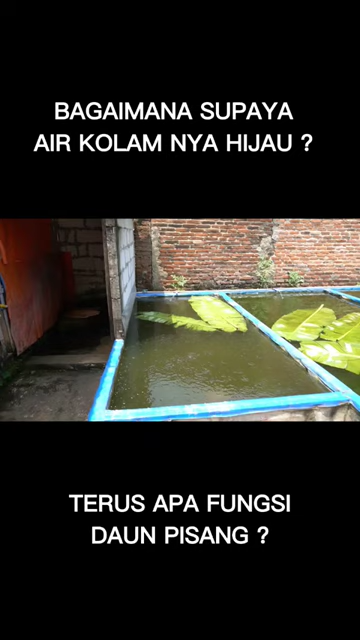 BAGAIMANA SUPAYA
AIR KOLAM NYA HIJAU ?
TERUS APA FUNGSI
DAUN PISANG ?